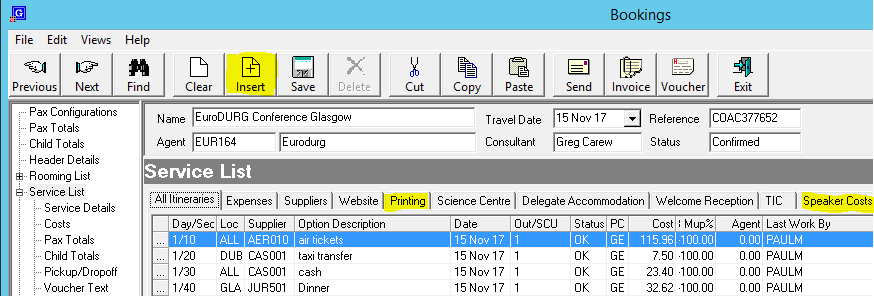 Bookings
File Edit Views Help
Previous Next Find Clear Insert Save Delete Cut Copy Paste Send Invoice Voucher Exit
Pax Configurations
Pax Totals
Child Totals
Header Details
Rooming List
Service List
Service Details
Costs
Pax Totals
Child Totals
Pickup/Dropoff
Voucher Text
Name EuroDURG Conference Glasgow Travel Date 15 Nov 17 Reference COAC377652
Agent EUR164 Eurodurg Consultant Greg Carew Status Confirmed
Service List
All Itineraries Expenses Suppliers Website Printing Science Centre Delegate Accommodation Welcome Reception TIC Speaker Costs
Day/Sec Loc Supplier Option Description Date Out/SCU Status PC Cost Mup% Agent Last Work By
... 1/10 ALL AER010 air tickets 15 Nov 17 1 OK GE 115.96 -100.00 0.00 PAULM
... 1/20 DUB CAS001 taxi transfer 15 Nov 17 1 OK GE 7.50 -100.00 0.00 PAULM
... 1/30 ALL CAS001 cash 15 Nov 17 1 OK GE 23.40 -100.00 0.00 PAULM
... 1/40 GLA JUR501 Dinner 15 Nov 17 1 OK GE 32.62 -100.00 0.00 PAULM